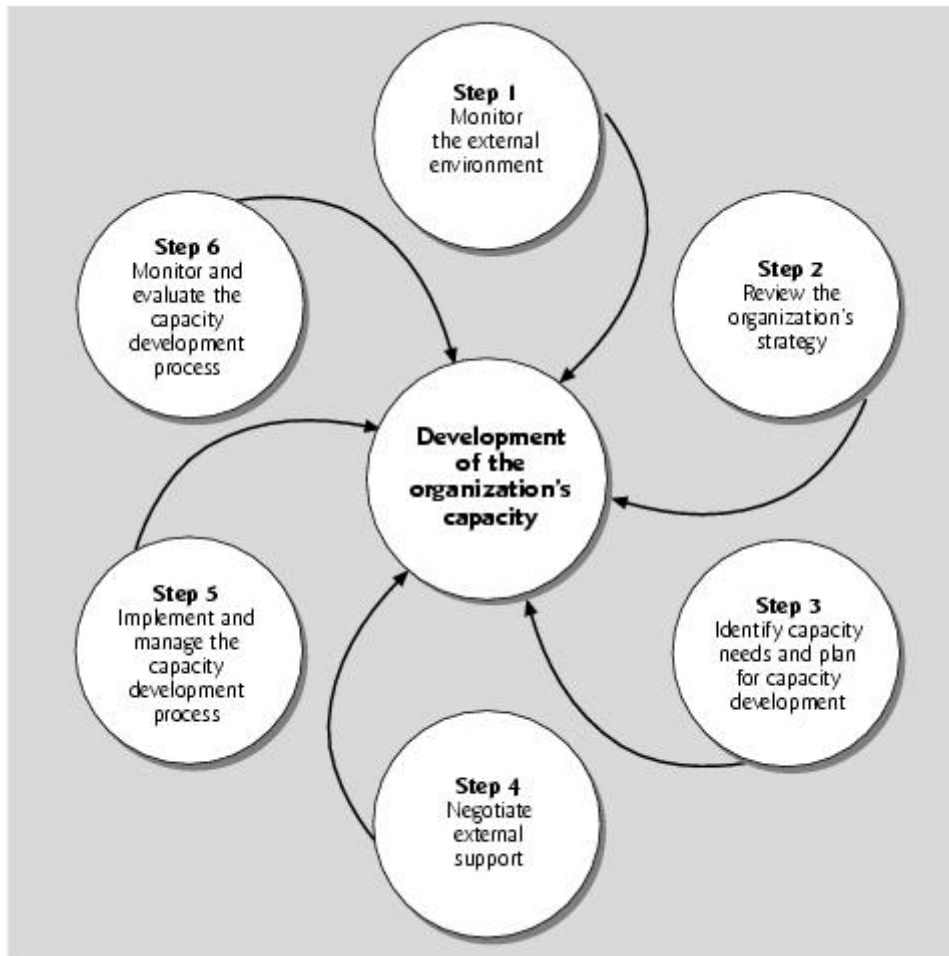 Step 1
Monitor
the external
environment
Step 2
Review the
organization's
strategy
Step 3
Identify capacity
needs and plan
for capacity
development
Step 4
Negotiate
external
support
Step 5
Implement and
manage the
capacity
development
process
Step 6
Monitor and
evaluate the
capacity
development
process
Development
of the
organization's
capacity